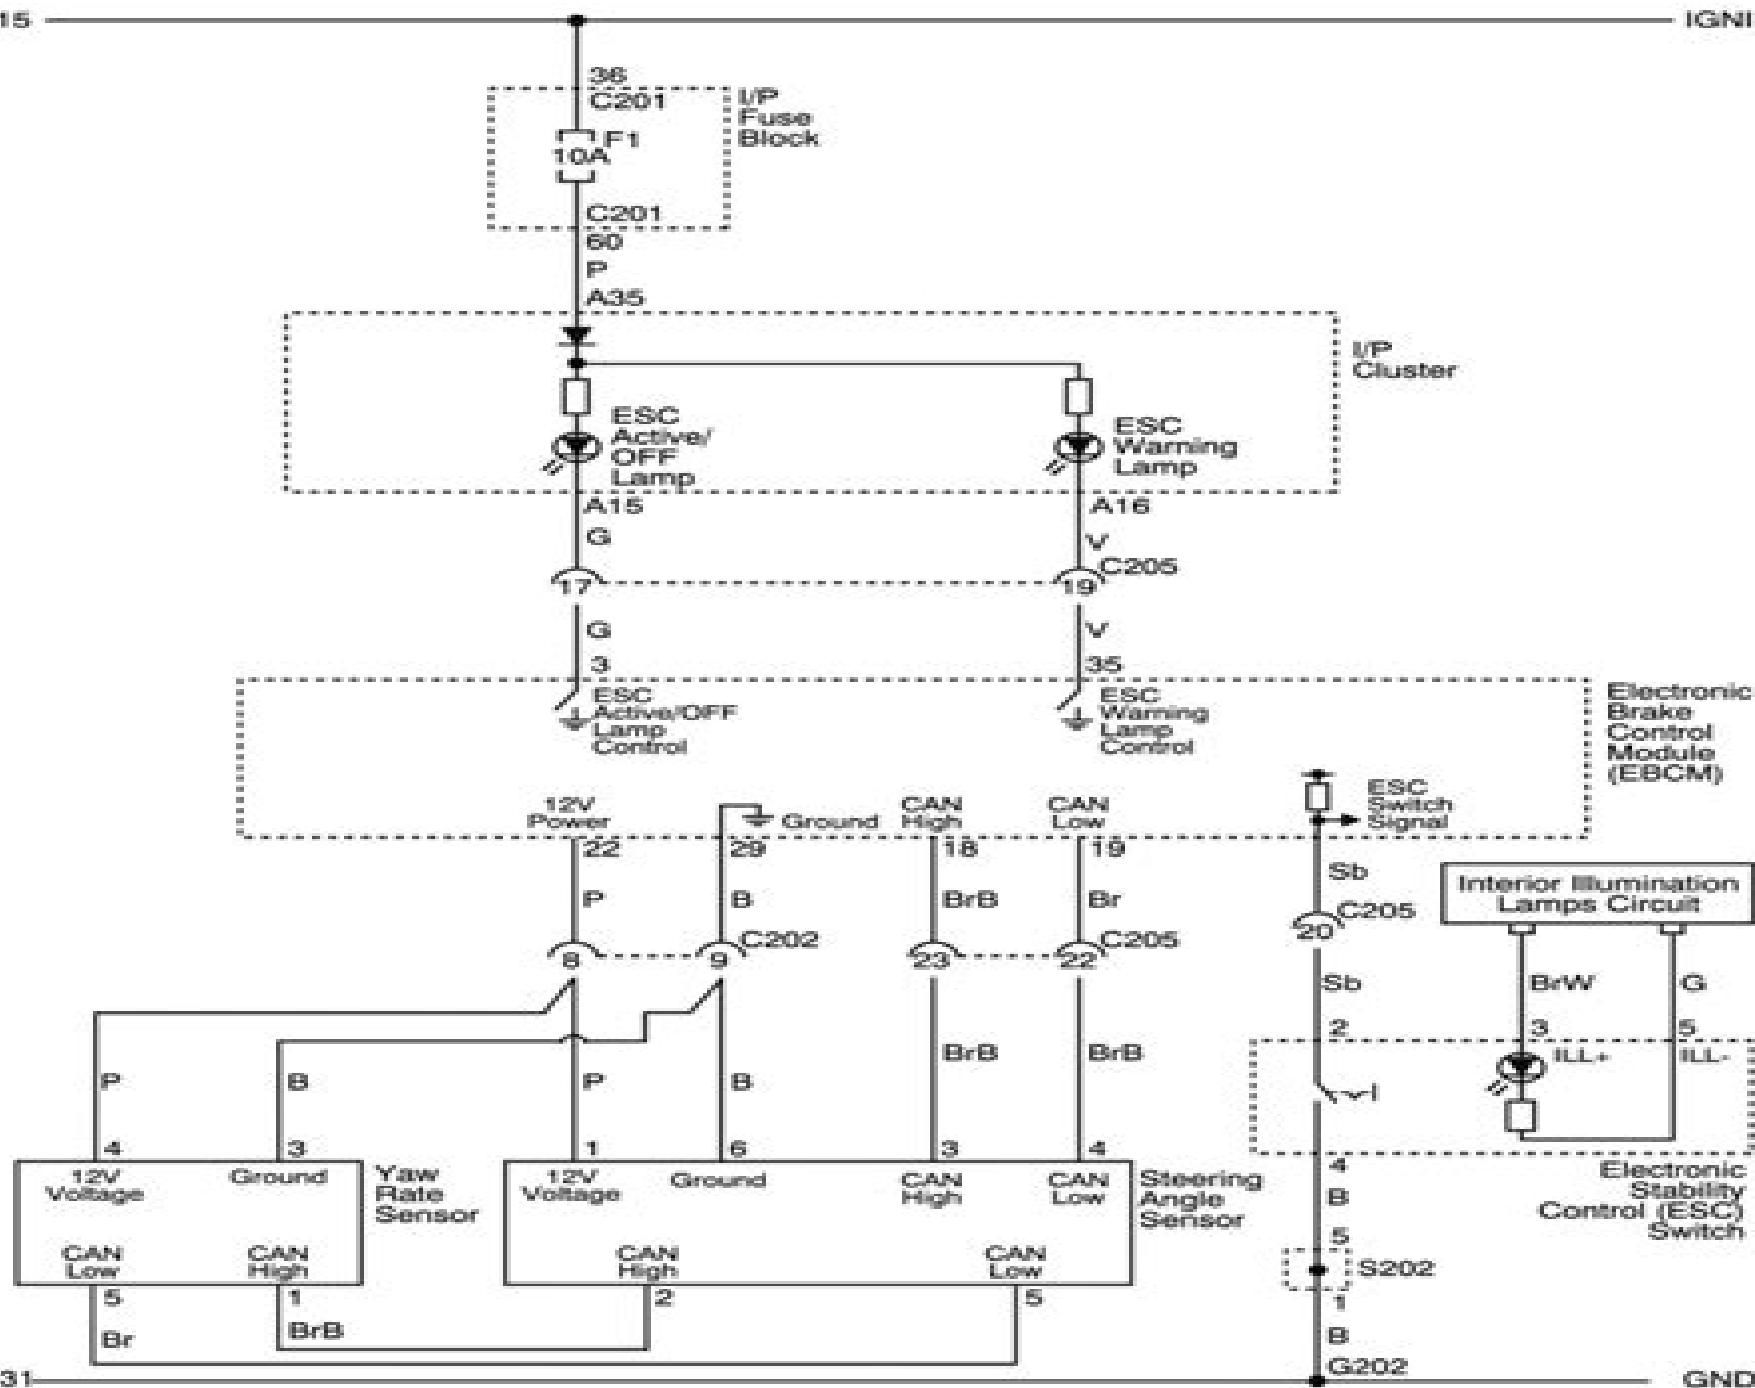 15
IGNI
36
C201
I/P
Fuse
Block
F1
10A
C201
60
P
A35
I/P
Cluster
ESC
Active/
OFF
Lamp
ESC
Warning
Lamp
A15
A16
G
V
C205
17
19
G
V
3
35
ESC
Active/OFF
Lamp
Control
ESC
Warning
Lamp
Control
Electronic
Brake
Control
Module
(EBCM)
12V
Power
Ground
CAN
High
CAN
Low
ESC
Switch
Signal
22
29
18
19
P
B
BrB
Br
Sb
Interior Illumination
Lamps Circuit
C202
C205
C205
8
9
23
22
20
Sb
BrW
G
2
3
5
P
B
P
B
BrB
BrB
ILL+
ILL-
4
3
1
6
3
4
12V
Voltage
Ground
Yaw
Rate
Sensor
12V
Voltage
Ground
CAN
High
CAN
Low
Steering
Angle
Sensor
4
B
5
Electronic
Stability
Control (ESC)
Switch
CAN
Low
CAN
High
CAN
High
CAN
Low
S202
5
1
2
5
1
Br
BrB
B
G202
31
GND